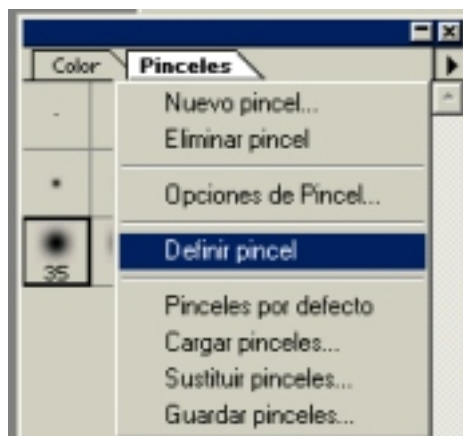 Color Pinceles
Nuevo pincel...
Eliminar pincel
Opciones de Pincel...
Definir pincel
35
Pinceles por defecto
Cargar pinceles...
Sustituir pinceles...
Guardar pinceles...